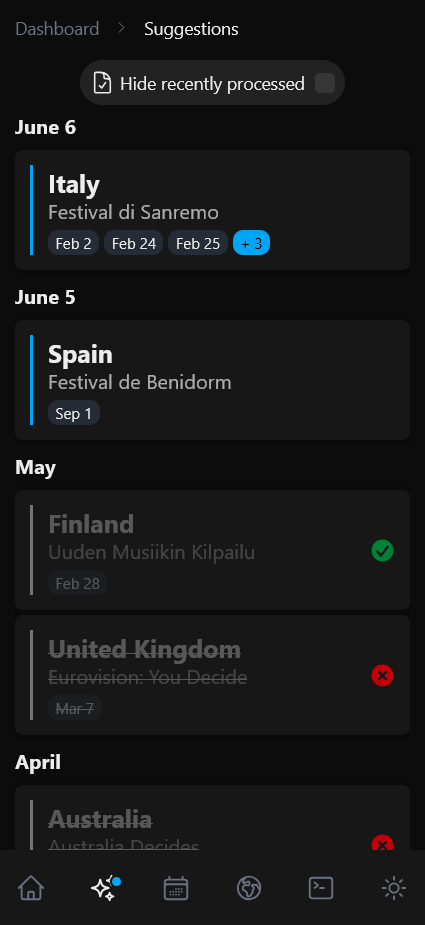 Dashboard > Suggestions
Hide recently processed
June 6
Italy
Festival di Sanremo
Feb 2 Feb 24 Feb 25 + 3
June 5
Spain
Festival de Benidorm
Sep 1
May
Finland
Uuden Musiikin Kilpailu
Feb 28
United Kingdom
Eurovision: You Decide
Mar 7
April
Australia
Australia Decides